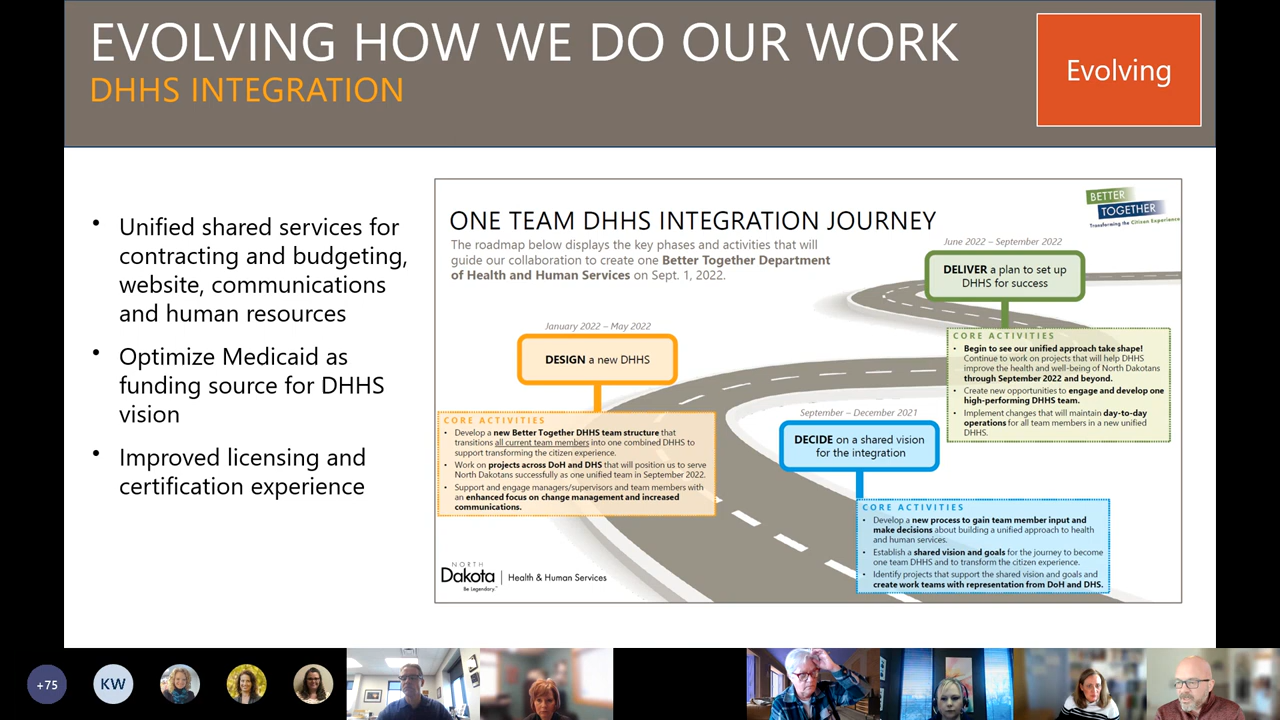 EVOLVING HOW WE DO OUR WORK
DHHS INTEGRATION
Evolving
• Unified shared services for
contracting and budgeting,
website, communications
and human resources
• Optimize Medicaid as
funding source for DHHS
vision
• Improved licensing and
certification experience
ONE TEAM DHHS INTEGRATION JOURNEY
The roadmap below displays the key phases and activities that will
guide our collaboration to create one Better Together Department
of Health and Human Services on Sept. 1, 2022.
BETTER
TOGETHER
Transforming the Citizen Experience
June 2022 – September 2022
DELIVER a plan to set up
DHHS for success
CORE ACTIVITIES
• Begin to see our unified approach take shape!
Continue to work on projects that will help DHHS
improve the health and well-being of North Dakotans
through September 2022 and beyond.
• Create new opportunities to engage and develop one
high-performing DHHS team.
• Implement changes that will maintain day-to-day
operations for all team members in a new unified
DHHS.
January 2022 – May 2022
DESIGN a new DHHS
CORE ACTIVITIES
• Develop a new Better Together DHHS team structure that
transitions all current team members into one combined DHHS to
support transforming the citizen experience.
• Work on projects across DoH and DHS that will position us to serve
North Dakotans successfully as one unified team in September 2022.
• Support and engage managers/supervisors and team members with
an enhanced focus on change management and increased
communications.
September – December 2021
DECIDE on a shared vision
for the integration
CORE ACTIVITIES
• Develop a new process to gain team member input and
make decisions about building a unified approach to health
and human services.
• Establish a shared vision and goals for the journey to become
one team DHHS and to transform the citizen experience.
• Identify projects that support the shared vision and goals and
create work teams with representation from DoH and DHS.
NORTH
Dakota
Be Legendary.™
Health & Human Services
+75
KW